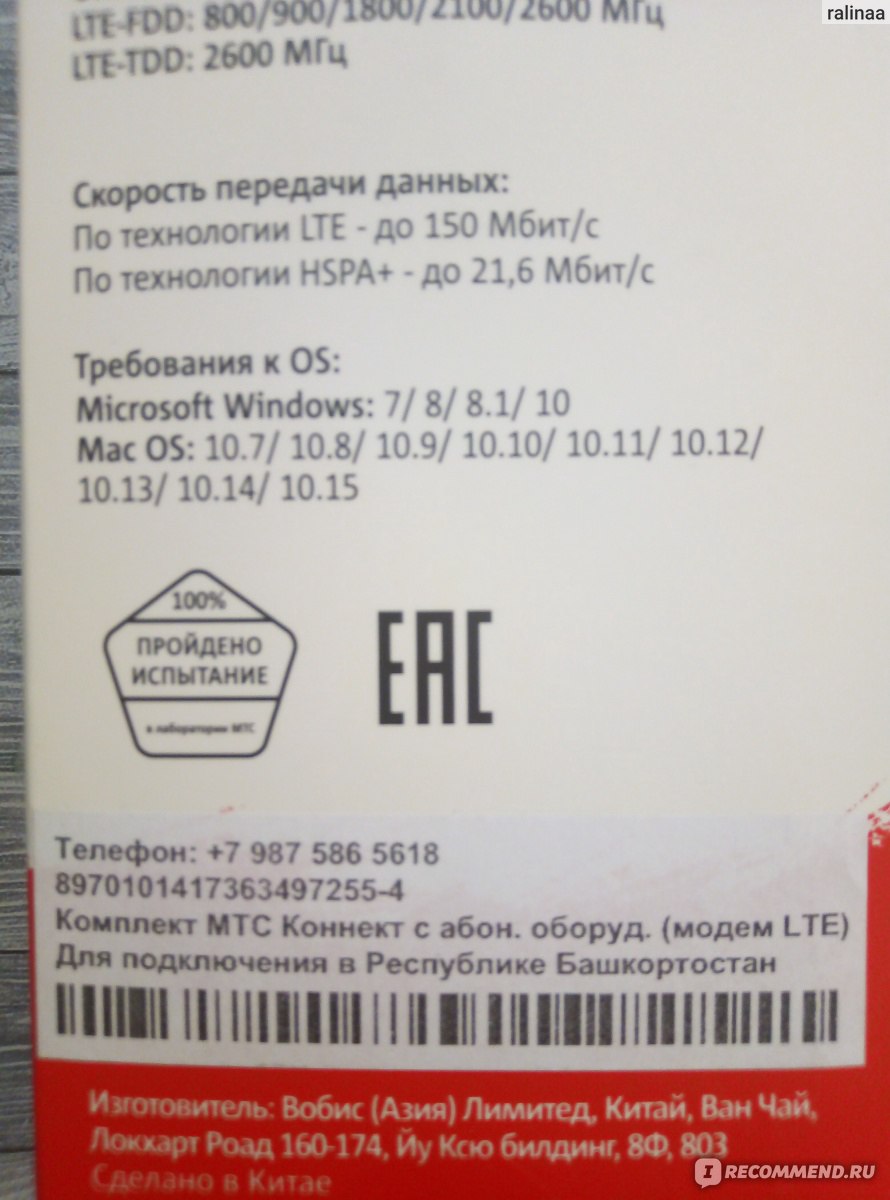 ralinaa
LTE-FDD: 800/900/1800/2100/2600 МГц
LTE-TDD: 2600 МГц
Скорость передачи данных:
По технологии LTE - до 150 Мбит/с
По технологии HSPA+ - до 21,6 Мбит/с
Требования к OS:
Microsoft Windows: 7/ 8/ 8.1/ 10
Mac OS: 10.7/ 10.8/ 10.9/ 10.10/ 10.11/ 10.12/
10.13/ 10.14/ 10.15
100%
ПРОЙДЕНО
ИСПЫТАНИЕ
в лаборатории МТС
EAC
Телефон: +7 987 586 5618
8970101417363497255-4
Комплект МТС Коннект с абон. оборуд. (модем LTE)
Для подключения в Республике Башкортостан
Изготовитель: Вобис (Азия) Лимитед, Китай, Ван Чай,
Локхарт Роад 160-174, Йу Ксю билдинг, 8Ф, 803
Сделано в Китае
IRECOMMEND.RU